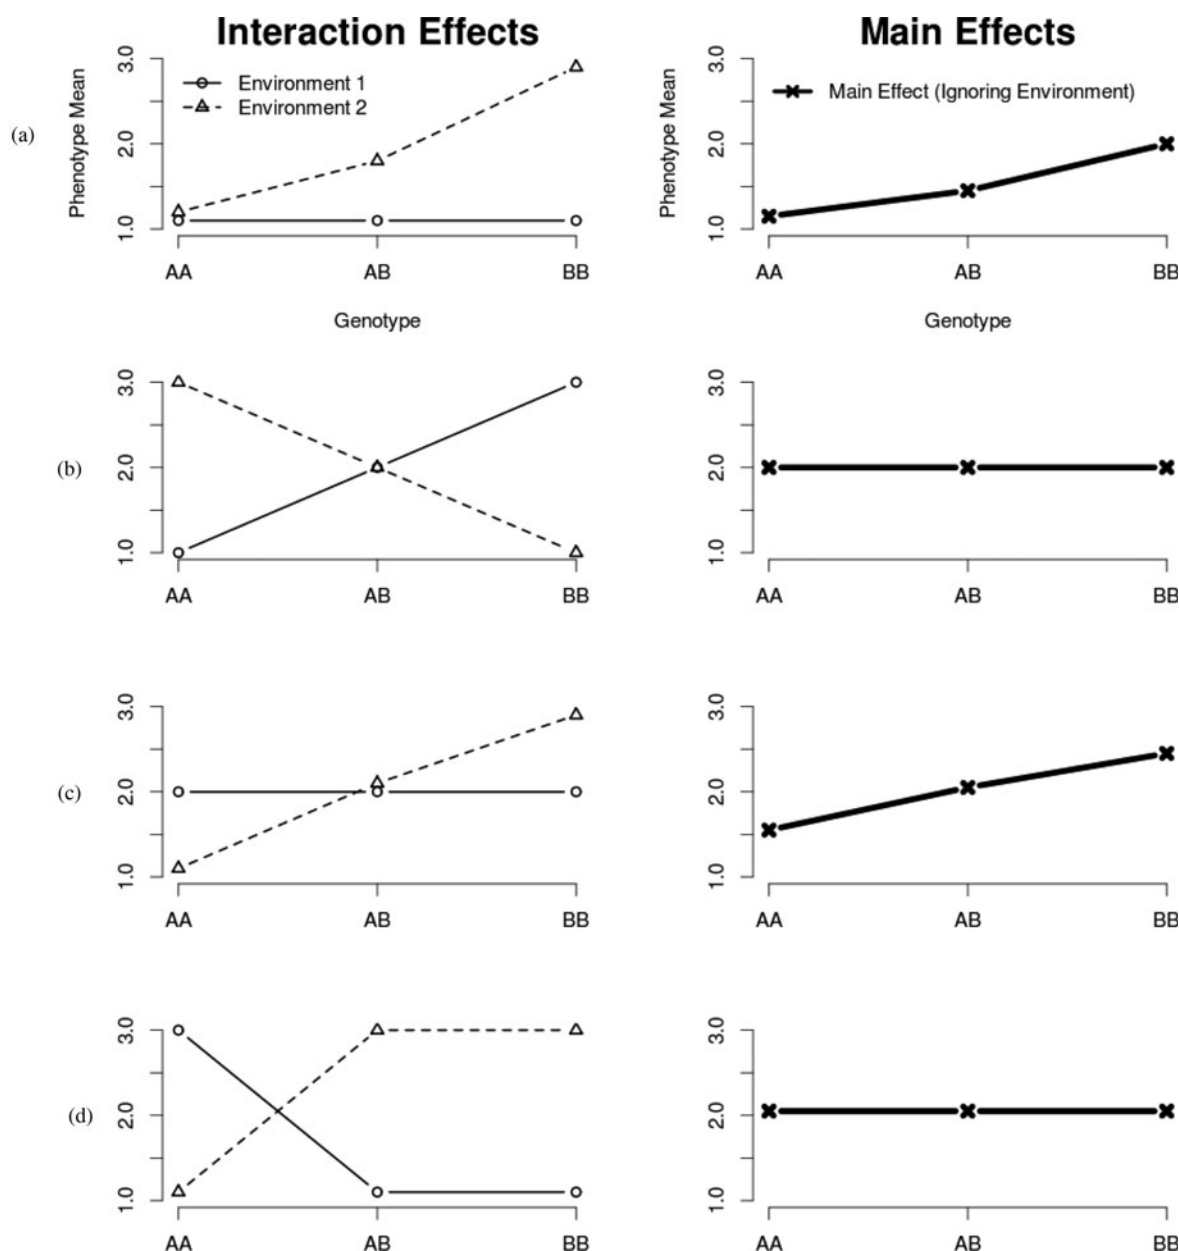 Interaction Effects
Main Effects
(a)
Phenotype Mean
1.0 2.0 3.0
Environment 1
Environment 2
AA AB BB
Genotype
Phenotype Mean
1.0 2.0 3.0
Main Effect (Ignoring Environment)
AA AB BB
Genotype
(b)
1.0 2.0 3.0
AA AB BB
1.0 2.0 3.0
AA AB BB
(c)
1.0 2.0 3.0
AA AB BB
1.0 2.0 3.0
AA AB BB
(d)
1.0 2.0 3.0
AA AB BB
1.0 2.0 3.0
AA AB BB